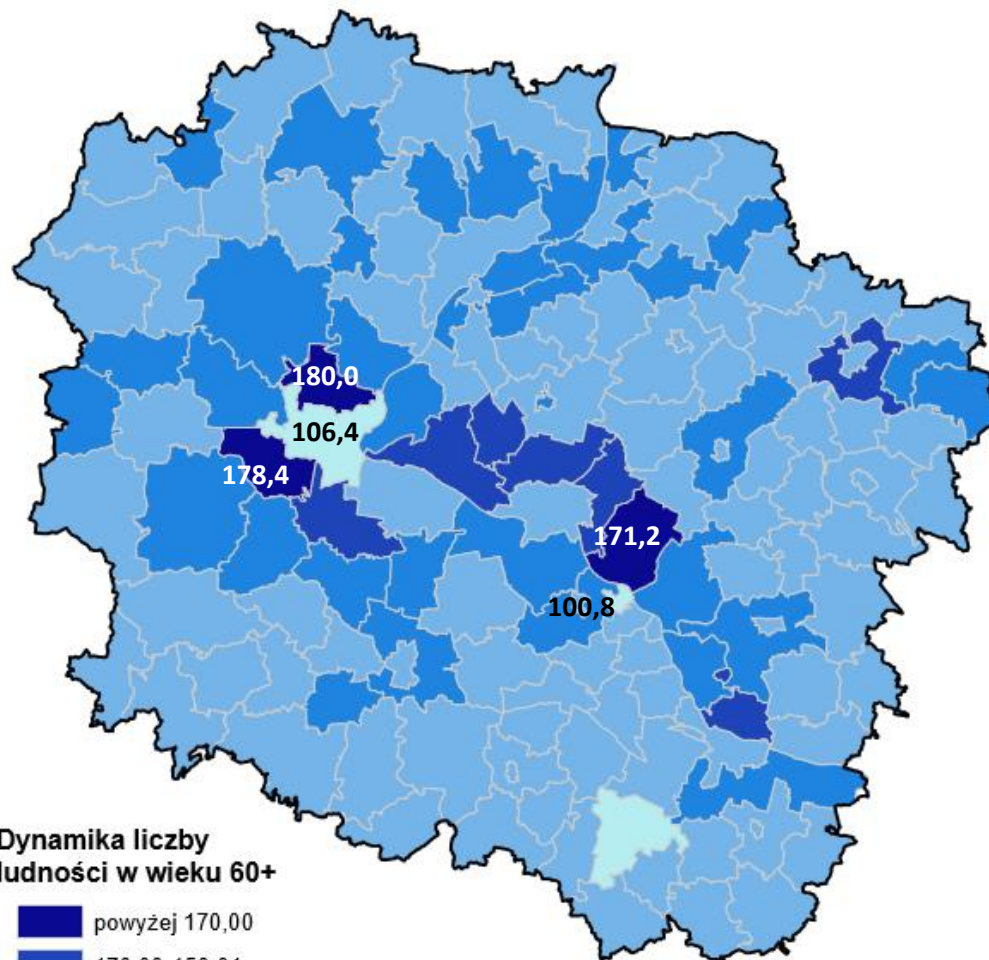 180,0
106,4
178,4
171,2
100,8
Dynamika liczby
ludności w wieku 60+
powyżej 170,00